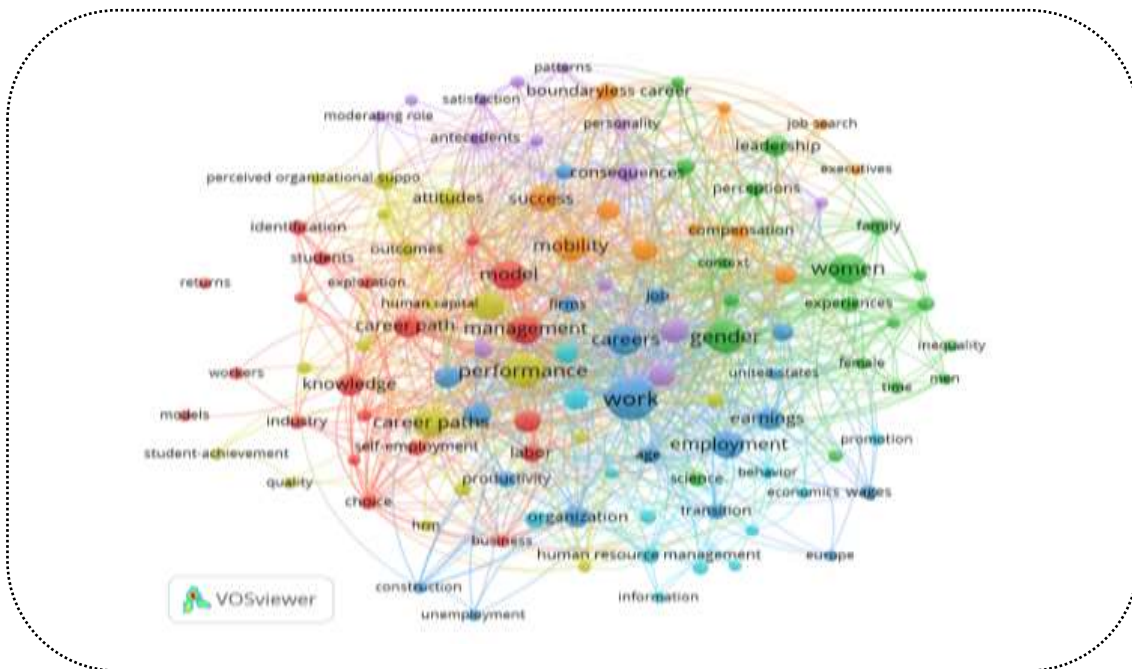 patterns
boundaryless career
satisfaction
moderating role
personality
job search
antecedents
leadership
consequences
executives
perceived organizational suppo
perceptions
attitudes
success
identification
compensation
family
outcomes
mobility
students
context
women
model
returns
exploration
job
human capital
firms
experiences
career path
management
careers
gender
inequality
performance
female
workers
united states
men
knowledge
time
work
models
industry
career paths
earnings
self-employment
employment
promotion
student-achievement
labor
age
behavior
quality
productivity
science
economics
wages
choice
transition
hrm
organization
business
human resource management
europe
construction
information
unemployment
VOSviewer